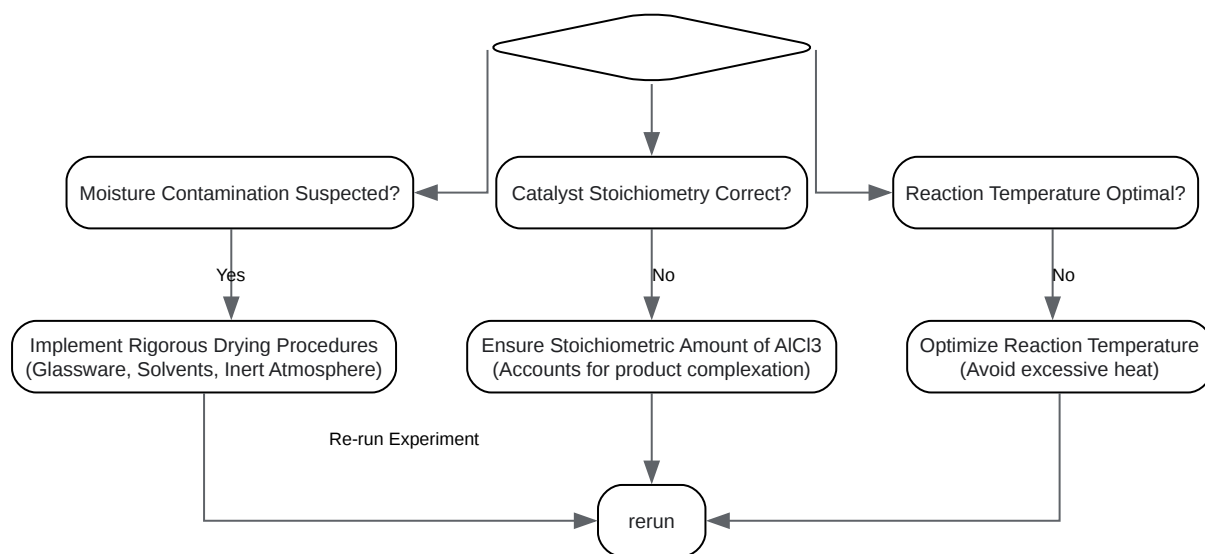 Moisture Contamination Suspected?
Catalyst Stoichiometry Correct?
Reaction Temperature Optimal?
Yes
No
No
Implement Rigorous Drying Procedures
(Glassware, Solvents, Inert Atmosphere)
Ensure Stoichiometric Amount of AlCl3
(Accounts for product complexation)
Optimize Reaction Temperature
(Avoid excessive heat)
Re-run Experiment
rerun